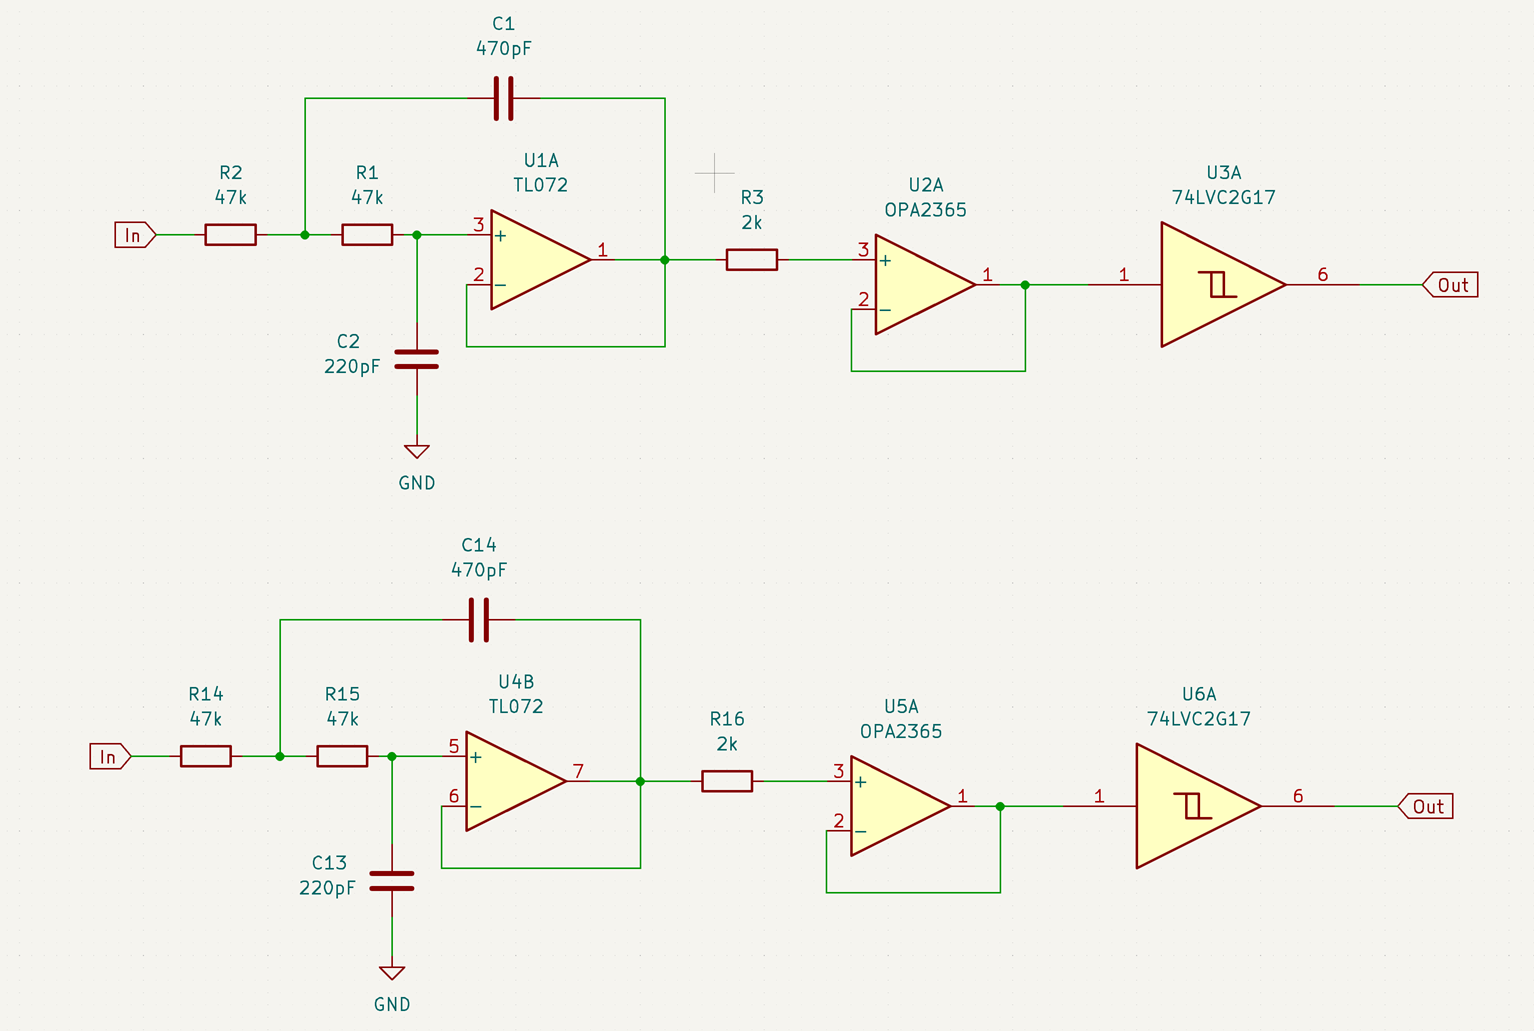 C1
470pF
U1A
TL072
R2
47k
R1
47k
U3A
74LVC2G17
U2A
OPA2365
R3
2k
In
3
+
2
−
1
3
+
2
−
1
1
6
Out
C2
220pF
GND
C14
470pF
U4B
TL072
R14
47k
R15
47k
U6A
74LVC2G17
U5A
OPA2365
R16
2k
In
5
+
6
−
7
3
+
2
−
1
1
6
Out
C13
220pF
GND